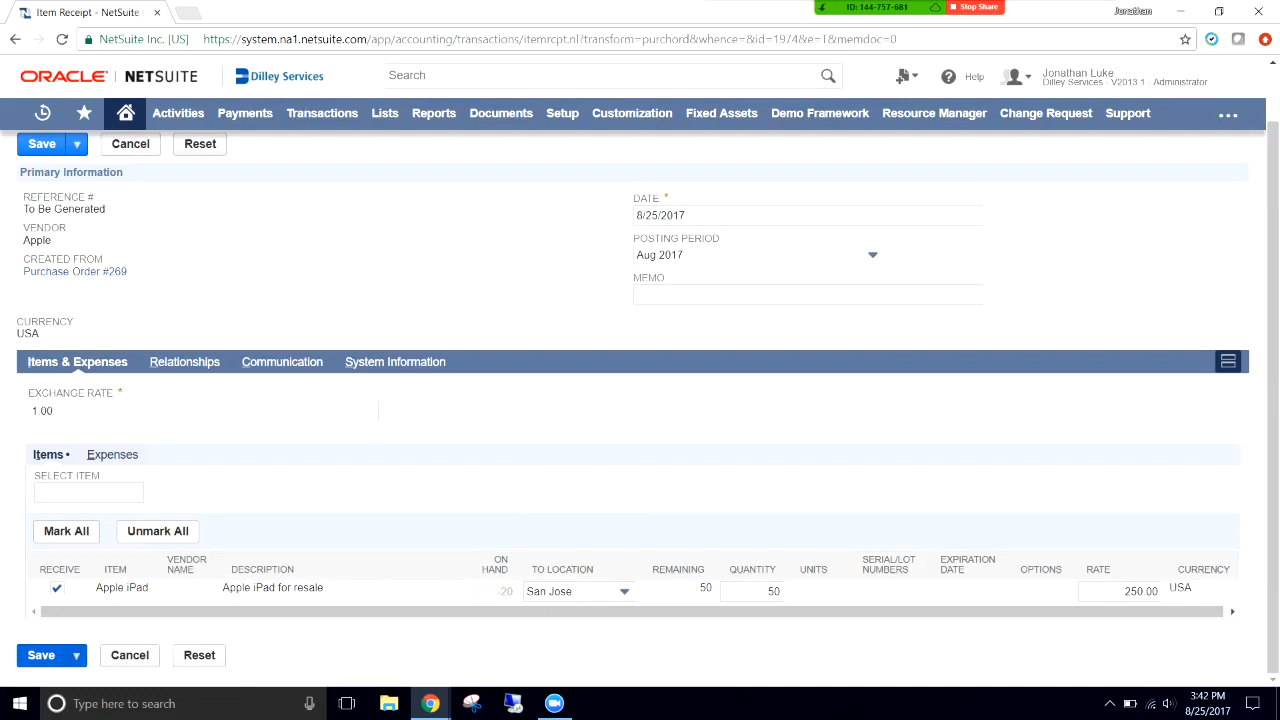 Item Receipt - NetSuite
ID: 144-757-681
Stop Share
Jonathan
NetSuite Inc. [US]
https://system.na1.netsuite.com/app/accounting/transactions/itemrcpt.nl?transform=purchord&whence=&id=1974&e=1&memdoc=0
ORACLE NETSUITE
Dilley Services
Search
Help
Jonathan Luke
Dilley Services - V2013.1 - Administrator
Activities Payments Transactions Lists Reports Documents Setup Customization Fixed Assets Demo Framework Resource Manager Change Request Support
Save Cancel Reset
Primary Information
REFERENCE #
To Be Generated
VENDOR
Apple
CREATED FROM
Purchase Order #269
DATE *
8/25/2017
POSTING PERIOD
Aug 2017
MEMO
CURRENCY
USA
Items & Expenses Relationships Communication System Information
EXCHANGE RATE *
1.00
Items • Expenses
SELECT ITEM
Mark All Unmark All
RECEIVE ITEM VENDOR NAME DESCRIPTION ON HAND TO LOCATION REMAINING QUANTITY UNITS SERIAL/LOT NUMBERS EXPIRATION DATE OPTIONS RATE CURRENCY
Apple iPad Apple iPad for resale -20 San Jose 50 50 250.00 USA
Save Cancel Reset
Type here to search
3:42 PM
8/25/2017